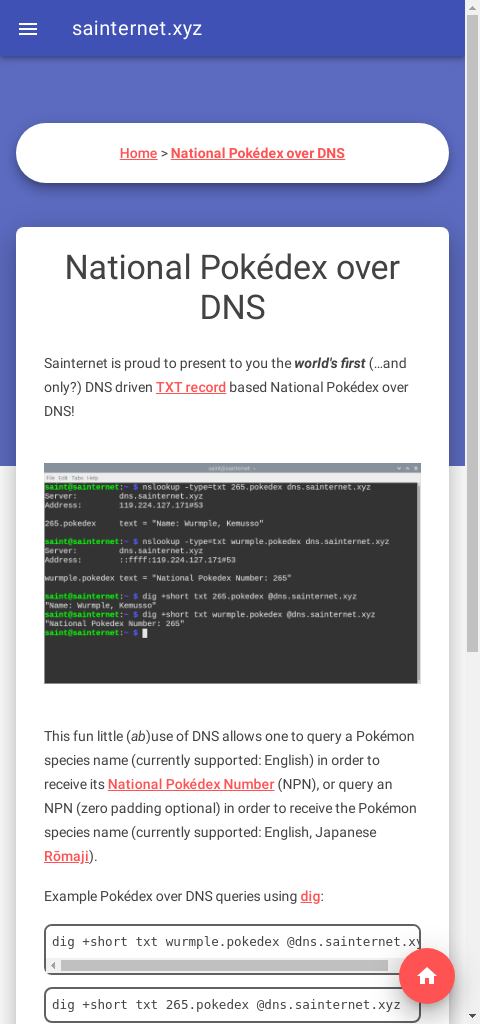 sainternet.xyz
Home > National Pokédex over DNS
National Pokédex over
DNS
Sainternet is proud to present to you the world's first (…and
only?) DNS driven TXT record based National Pokédex over
DNS!
saint@sainternet: ~
File Edit Tabs Help
saint@sainternet:~ $ nslookup -type=txt 265.pokedex dns.sainternet.xyz
Server: dns.sainternet.xyz
Address: 119.224.127.171#53
265.pokedex text = "Name: Wurmple, Kemusso"
saint@sainternet:~ $ nslookup -type=txt wurmple.pokedex dns.sainternet.xyz
Server: dns.sainternet.xyz
Address: ::ffff:119.224.127.171#53
wurmple.pokedex text = "National Pokedex Number: 265"
saint@sainternet:~ $ dig +short txt 265.pokedex @dns.sainternet.xyz
"Name: Wurmple, Kemusso"
saint@sainternet:~ $ dig +short txt wurmple.pokedex @dns.sainternet.xyz
"National Pokedex Number: 265"
saint@sainternet:~ $
This fun little (ab)use of DNS allows one to query a Pokémon
species name (currently supported: English) in order to
receive its National Pokédex Number (NPN), or query an
NPN (zero padding optional) in order to receive the Pokémon
species name (currently supported: English, Japanese
Rōmaji).
Example Pokédex over DNS queries using dig:
dig +short txt wurmple.pokedex @dns.sainternet.xy
dig +short txt 265.pokedex @dns.sainternet.xyz